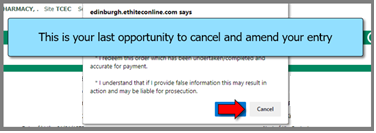 PHARMACY, . Site TCEC
edinburgh.ethiteconline.com says
This is your last opportunity to cancel and amend your entry
* I redeem this order which has been undertaken/completed and
accurate for payment.
* I understand that if I provide false information this may result in
action and may be liable for prosecution.
Cancel